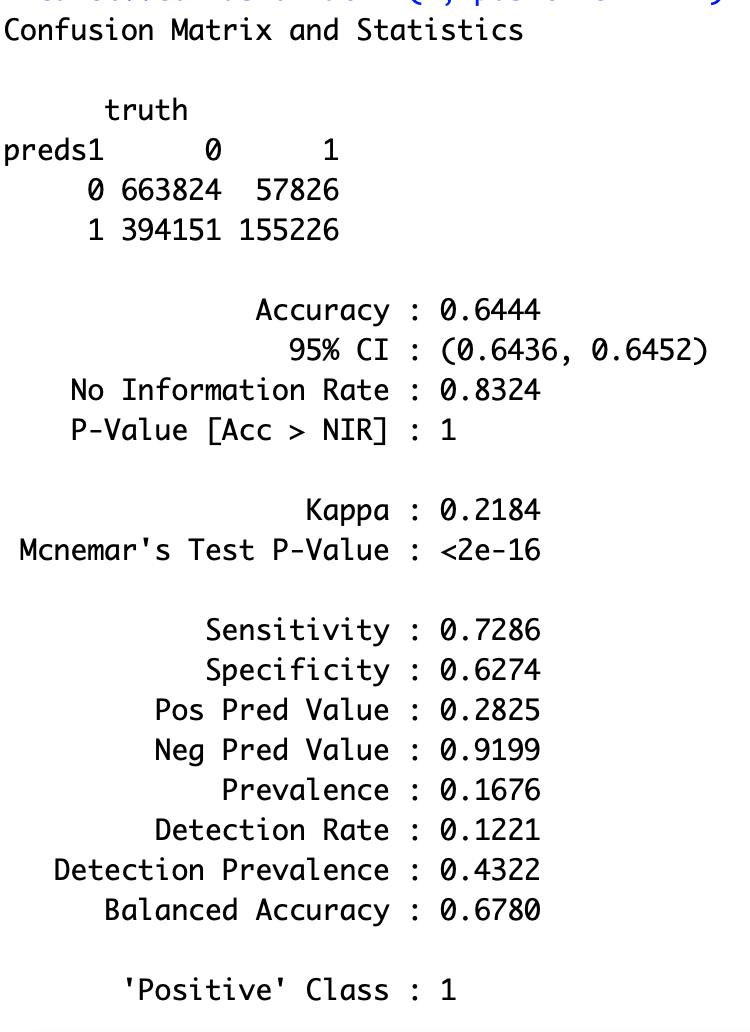 Confusion Matrix and Statistics
truth
preds1 0 1
0 663824 57826
1 394151 155226
Accuracy : 0.6444
95% CI : (0.6436, 0.6452)
No Information Rate : 0.8324
P-Value [Acc > NIR] : 1
Kappa : 0.2184
Mcnemar's Test P-Value : <2e-16
Sensitivity : 0.7286
Specificity : 0.6274
Pos Pred Value : 0.2825
Neg Pred Value : 0.9199
Prevalence : 0.1676
Detection Rate : 0.1221
Detection Prevalence : 0.4322
Balanced Accuracy : 0.6780
'Positive' Class : 1